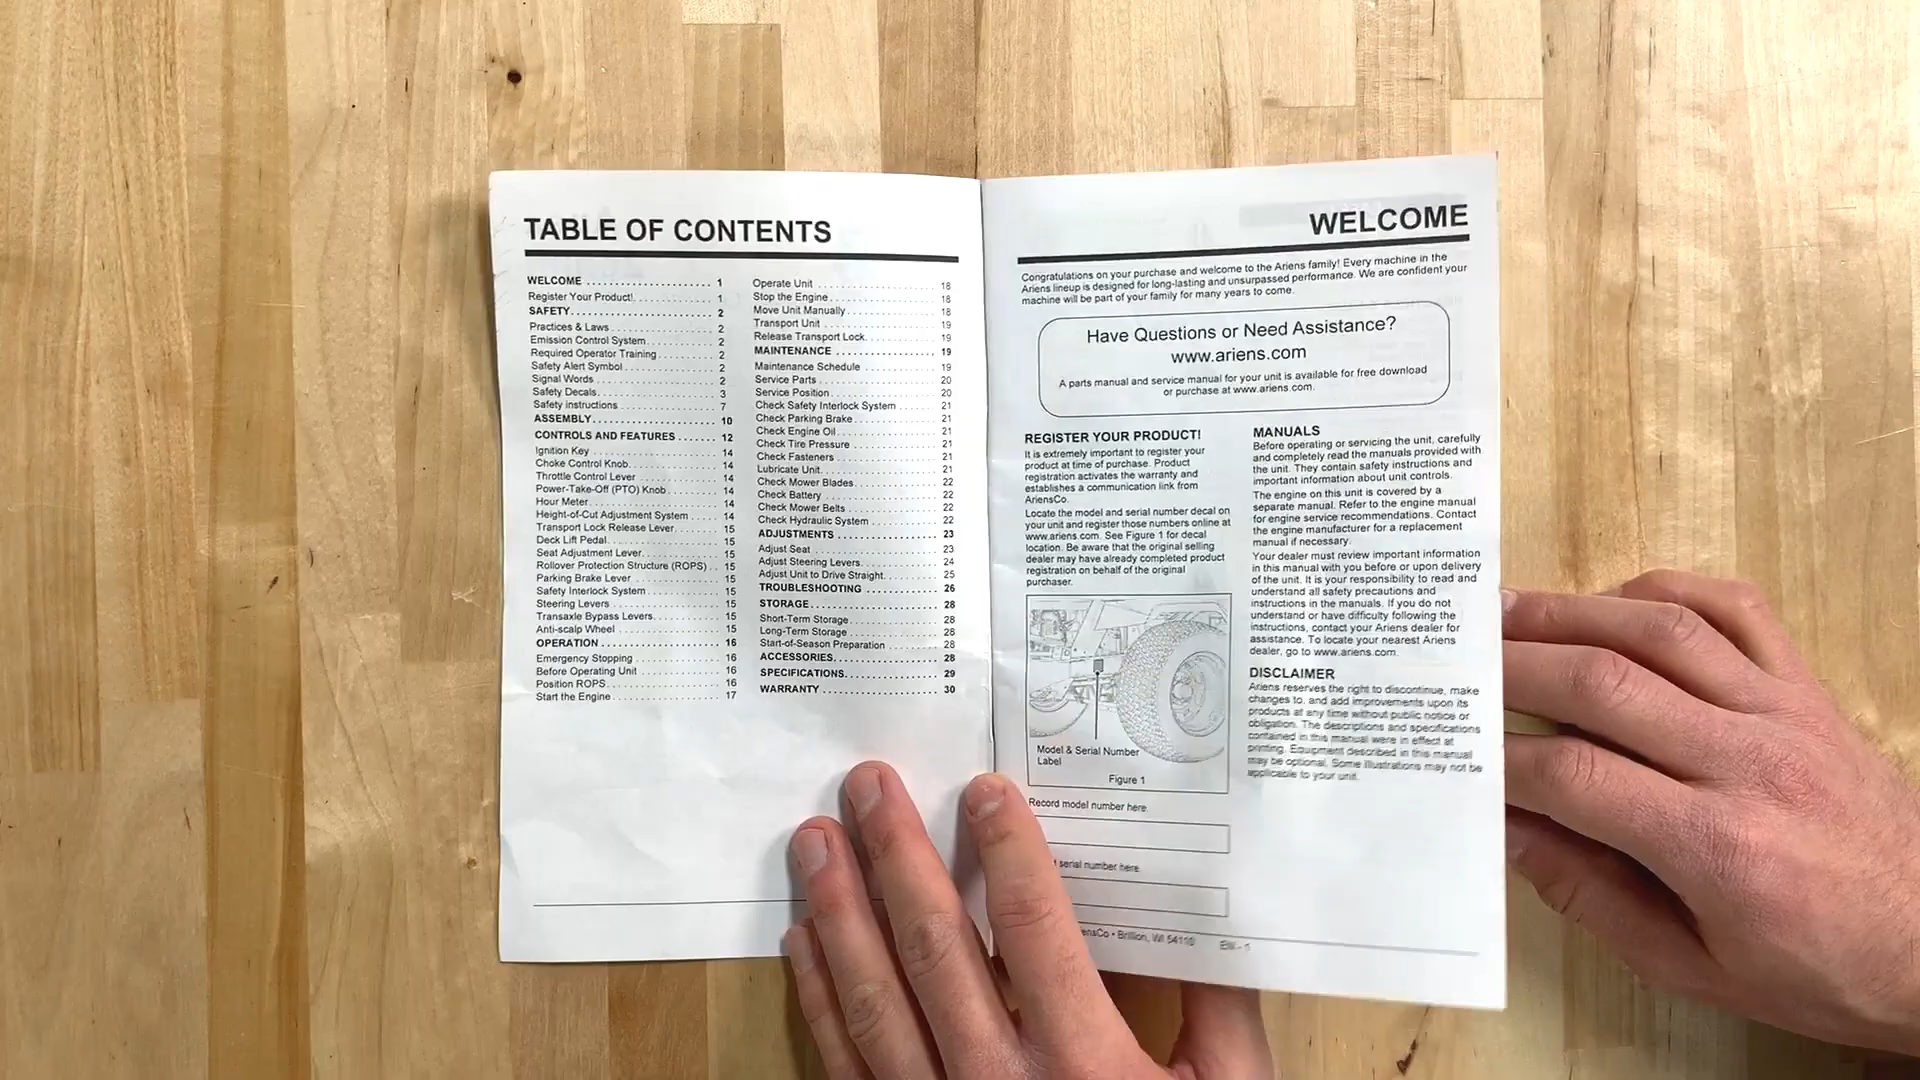 TABLE OF CONTENTS
WELCOME . . . . . . . . . . . . . . . . . . . . . . . 1
Register Your Product! . . . . . . . . . . . . . . 1
SAFETY. . . . . . . . . . . . . . . . . . . . . . . . . . 2
Practices & Laws . . . . . . . . . . . . . . . . . . . 2
Emission Control System . . . . . . . . . . . . . 2
Required Operator Training . . . . . . . . . . . 2
Safety Alert Symbol . . . . . . . . . . . . . . . . . 2
Signal Words . . . . . . . . . . . . . . . . . . . . . . 2
Safety Decals . . . . . . . . . . . . . . . . . . . . . . 3
Safety instructions . . . . . . . . . . . . . . . . . . 7
ASSEMBLY. . . . . . . . . . . . . . . . . . . . . . . 10
CONTROLS AND FEATURES . . . . . . . 12
Ignition Key . . . . . . . . . . . . . . . . . . . . . . . 14
Choke Control Knob. . . . . . . . . . . . . . . . . 14
Throttle Control Lever . . . . . . . . . . . . . . . 14
Power-Take-Off (PTO) Knob . . . . . . . . . . 14
Hour Meter . . . . . . . . . . . . . . . . . . . . . . . 14
Height-of-Cut Adjustment System . . . . . . 14
Transport Lock Release Lever. . . . . . . . . 15
Deck Lift Pedal. . . . . . . . . . . . . . . . . . . . . 15
Seat Adjustment Lever. . . . . . . . . . . . . . . 15
Rollover Protection Structure (ROPS) . . . 15
Parking Brake Lever . . . . . . . . . . . . . . . . 15
Safety Interlock System . . . . . . . . . . . . . . 15
Steering Levers . . . . . . . . . . . . . . . . . . . . 15
Transaxle Bypass Levers. . . . . . . . . . . . . 15
Anti-scalp Wheel . . . . . . . . . . . . . . . . . . . 15
OPERATION . . . . . . . . . . . . . . . . . . . . . 16
Emergency Stopping . . . . . . . . . . . . . . . . 16
Before Operating Unit . . . . . . . . . . . . . . . 16
Position ROPS. . . . . . . . . . . . . . . . . . . . . 16
Start the Engine . . . . . . . . . . . . . . . . . . . . 17
Operate Unit . . . . . . . . . . . . . . . . . . . . . . 18
Stop the Engine . . . . . . . . . . . . . . . . . . . . 18
Move Unit Manually . . . . . . . . . . . . . . . . . 18
Transport Unit . . . . . . . . . . . . . . . . . . . . . 19
Release Transport Lock. . . . . . . . . . . . . . 19
MAINTENANCE . . . . . . . . . . . . . . . . . . 19
Maintenance Schedule . . . . . . . . . . . . . . 19
Service Parts . . . . . . . . . . . . . . . . . . . . . . 20
Service Position . . . . . . . . . . . . . . . . . . . . 20
Check Safety Interlock System . . . . . . . . 21
Check Parking Brake . . . . . . . . . . . . . . . . 21
Check Engine Oil . . . . . . . . . . . . . . . . . . . 21
Check Tire Pressure . . . . . . . . . . . . . . . . 21
Check Fasteners . . . . . . . . . . . . . . . . . . . 21
Lubricate Unit. . . . . . . . . . . . . . . . . . . . . . 21
Check Mower Blades. . . . . . . . . . . . . . . . 22
Check Battery . . . . . . . . . . . . . . . . . . . . . 22
Check Mower Belts . . . . . . . . . . . . . . . . . 22
Check Hydraulic System . . . . . . . . . . . . . 22
ADJUSTMENTS . . . . . . . . . . . . . . . . . . 23
Adjust Seat . . . . . . . . . . . . . . . . . . . . . . . 23
Adjust Steering Levers. . . . . . . . . . . . . . . 24
Adjust Unit to Drive Straight. . . . . . . . . . . 25
TROUBLESHOOTING . . . . . . . . . . . . . 26
STORAGE . . . . . . . . . . . . . . . . . . . . . . . 28
Short-Term Storage . . . . . . . . . . . . . . . . . 28
Long-Term Storage . . . . . . . . . . . . . . . . . 28
Start-of-Season Preparation . . . . . . . . . . 28
ACCESSORIES. . . . . . . . . . . . . . . . . . . 28
SPECIFICATIONS. . . . . . . . . . . . . . . . . 29
WARRANTY . . . . . . . . . . . . . . . . . . . . . 30
WELCOME
Congratulations on your purchase and welcome to the Ariens family! Every machine in the
Ariens lineup is designed for long-lasting and unsurpassed performance. We are confident your
machine will be part of your family for many years to come.
Have Questions or Need Assistance?
www.ariens.com
A parts manual and service manual for your unit is available for free download
or purchase at www.ariens.com.
REGISTER YOUR PRODUCT!
It is extremely important to register your
product at time of purchase. Product
registration activates the warranty and
establishes a communication link from
AriensCo.
Locate the model and serial number decal on
your unit and register those numbers online at
www.ariens.com. See Figure 1 for decal
location. Be aware that the original selling
dealer may have already completed product
registration on behalf of the original
purchaser.
Model & Serial Number
Label
Figure 1
Record model number here
serial number here
AriensCo • Brillion, WI 54110
MANUALS
Before operating or servicing the unit, carefully
and completely read the manuals provided with
the unit. They contain safety instructions and
important information about unit controls.
The engine on this unit is covered by a
separate manual. Refer to the engine manual
for engine service recommendations. Contact
the engine manufacturer for a replacement
manual if necessary.
Your dealer must review important information
in this manual with you before or upon delivery
of the unit. It is your responsibility to read and
understand all safety precautions and
instructions in the manuals. If you do not
understand or have difficulty following the
instructions, contact your Ariens dealer for
assistance. To locate your nearest Ariens
dealer, go to www.ariens.com.
DISCLAIMER
Ariens reserves the right to discontinue, make
changes to, and add improvements upon its
products at any time without public notice or
obligation. The descriptions and specifications
contained in this manual were in effect at
printing. Equipment described in this manual
may be optional. Some illustrations may not be
applicable to your unit.